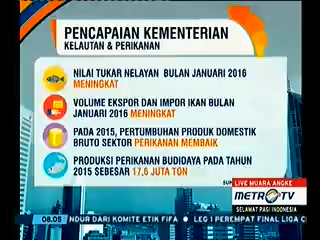 PENCAPAIAN KEMENTERIAN
KELAUTAN & PERIKANAN
NILAI TUKAR NELAYAN BULAN JANUARI 2016
MENINGKAT
VOLUME EKSPOR DAN IMPOR IKAN BULAN
JANUARI 2016 MENINGKAT
PADA 2015, PERTUMBUHAN PRODUK DOMESTIK
BRUTO SEKTOR PERIKANAN MEMBAIK
PRODUKSI PERIKANAN BUDIDAYA PADA TAHUN
2015 SEBESAR 17,6 JUTA TON
LIVE MUARA ANGKE
METRO TV
SELAMAT PAGI INDONESIA
08.05 NDUR DARI KOMITE ETIK FIFA LEG I PEREMPAT FINAL LIGA C